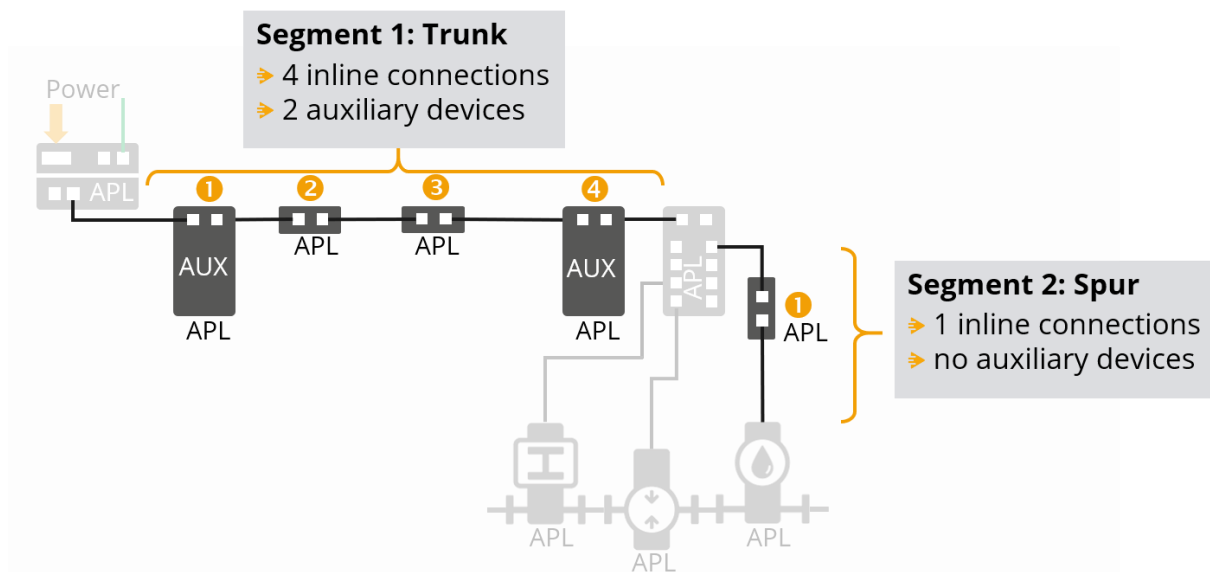 Segment 1: Trunk
4 inline connections
2 auxiliary devices
Power
APL
1
2
3
4
AUX
APL
APL
APL
AUX
APL
APL
1
APL
Segment 2: Spur
1 inline connections
no auxiliary devices
APL
APL
APL